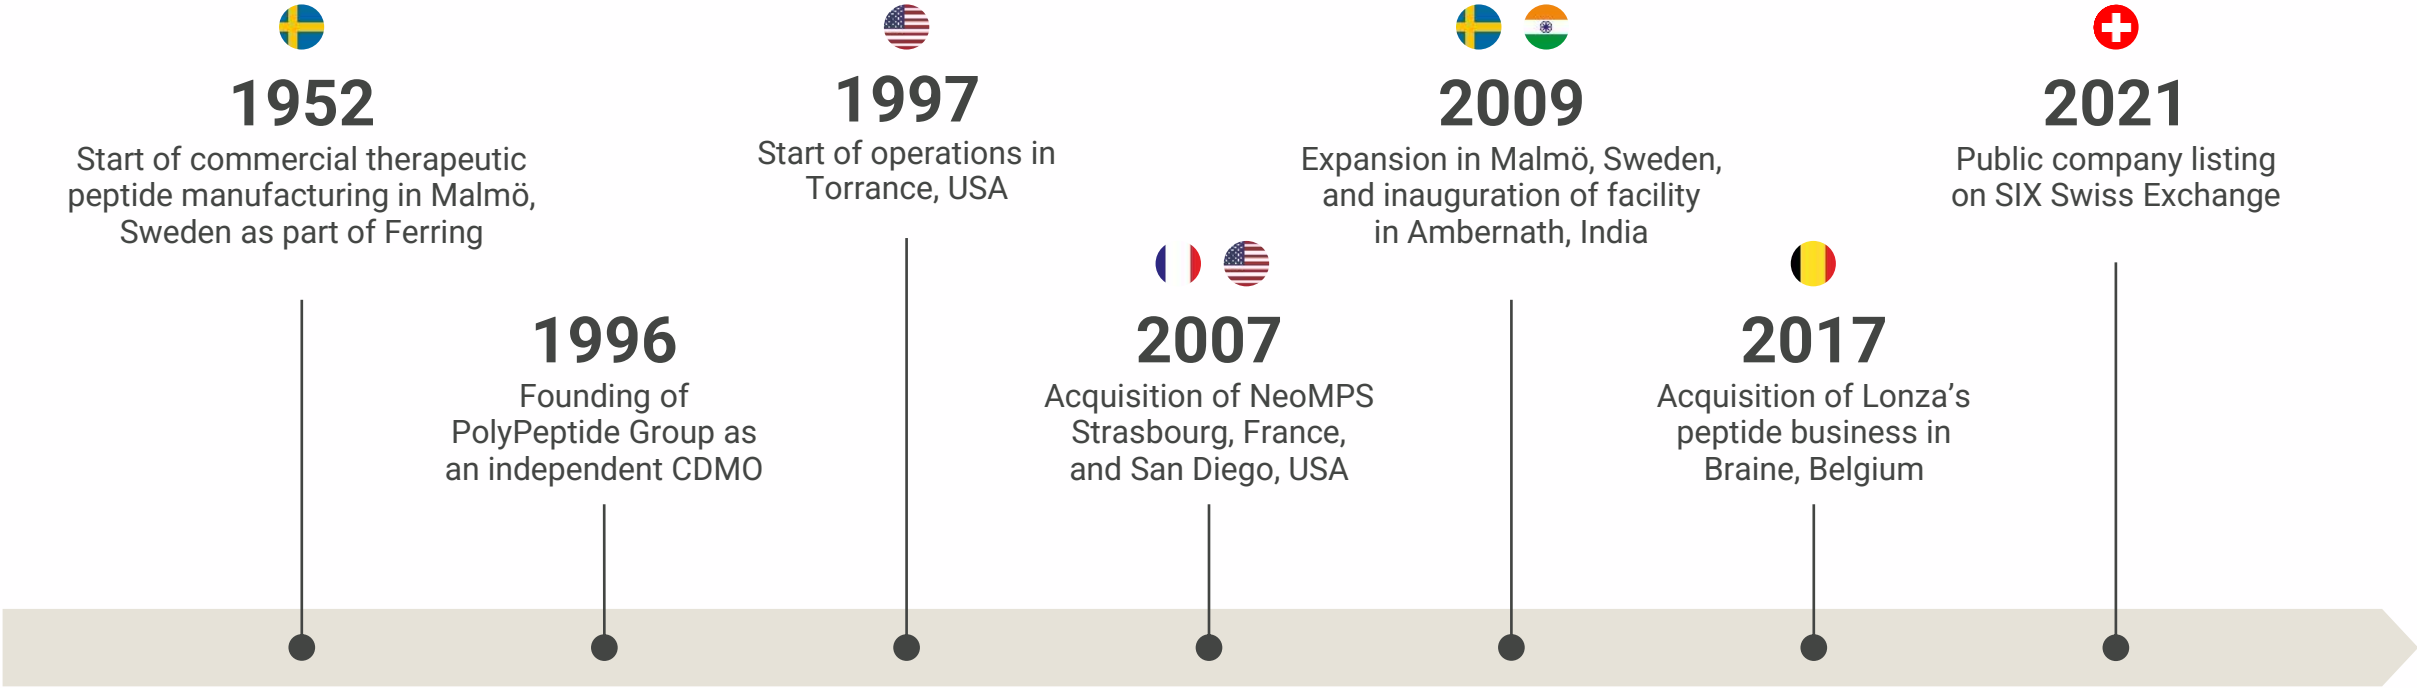 1952
Start of commercial therapeutic
peptide manufacturing in Malmö,
Sweden as part of Ferring
1996
Founding of
PolyPeptide Group as
an independent CDMO
1997
Start of operations in
Torrance, USA
2007
Acquisition of NeoMPS
Strasbourg, France,
and San Diego, USA
2009
Expansion in Malmö, Sweden,
and inauguration of facility
in Ambernath, India
2017
Acquisition of Lonza’s
peptide business in
Braine, Belgium
2021
Public company listing
on SIX Swiss Exchange